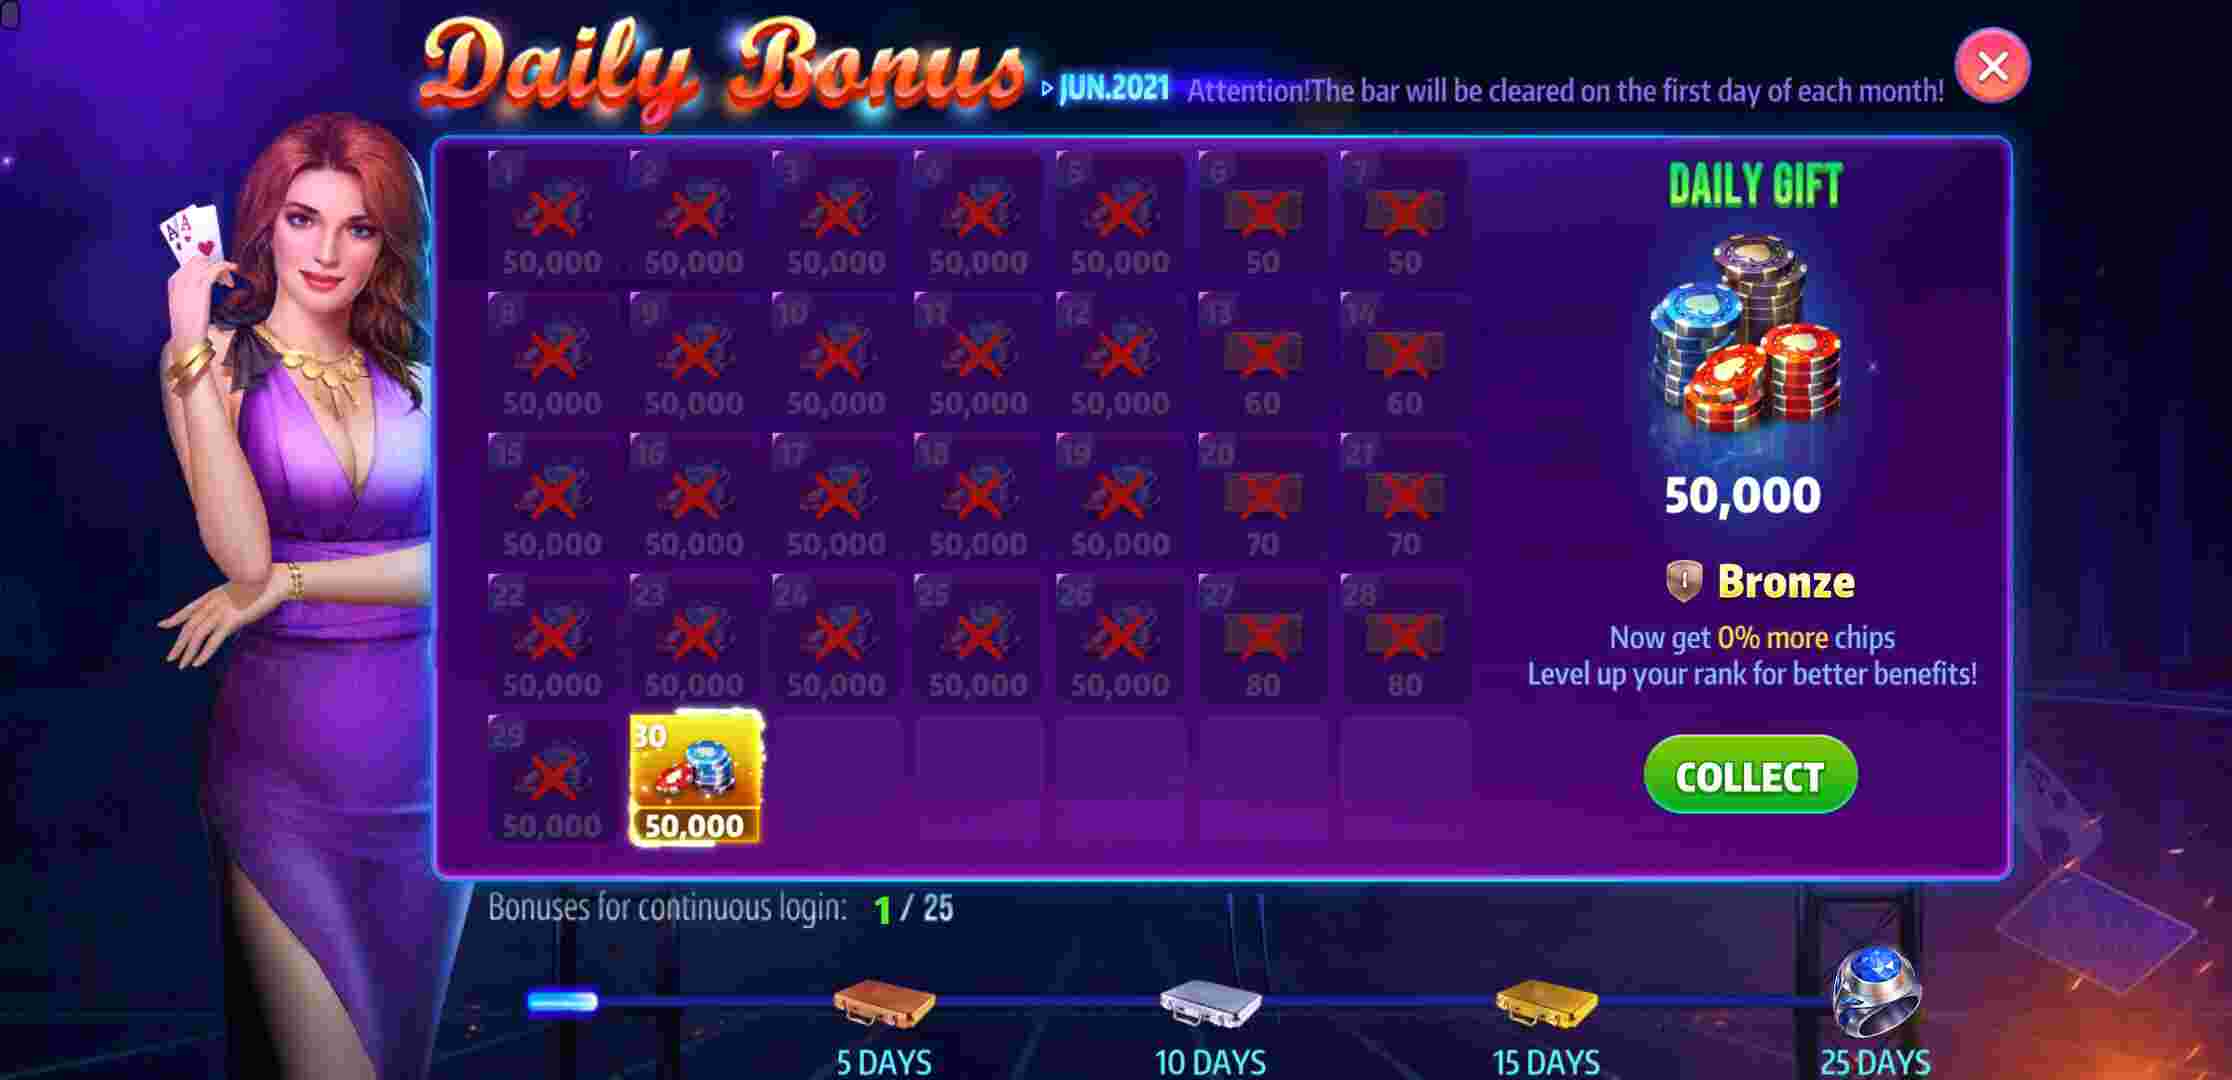 Daily Bonus
JUN.2021
Attention!The bar will be cleared on the first day of each month!
A A
1 2 3 4 5 6 7
50,000 50,000 50,000 50,000 50,000 50 50
8 9 10 11 12 13 14
50,000 50,000 50,000 50,000 50,000 60 60
15 16 17 18 19 20 21
50,000 50,000 50,000 50,000 50,000 70 70
22 23 24 25 26 27 28
50,000 50,000 50,000 50,000 50,000 80 80
29 30
50,000 50,000
DAILY GIFT
50,000
Bronze
Now get 0% more chips
Level up your rank for better benefits!
COLLECT
Bonuses for continuous login: 1 / 25
5 DAYS 10 DAYS 15 DAYS 25 DAYS